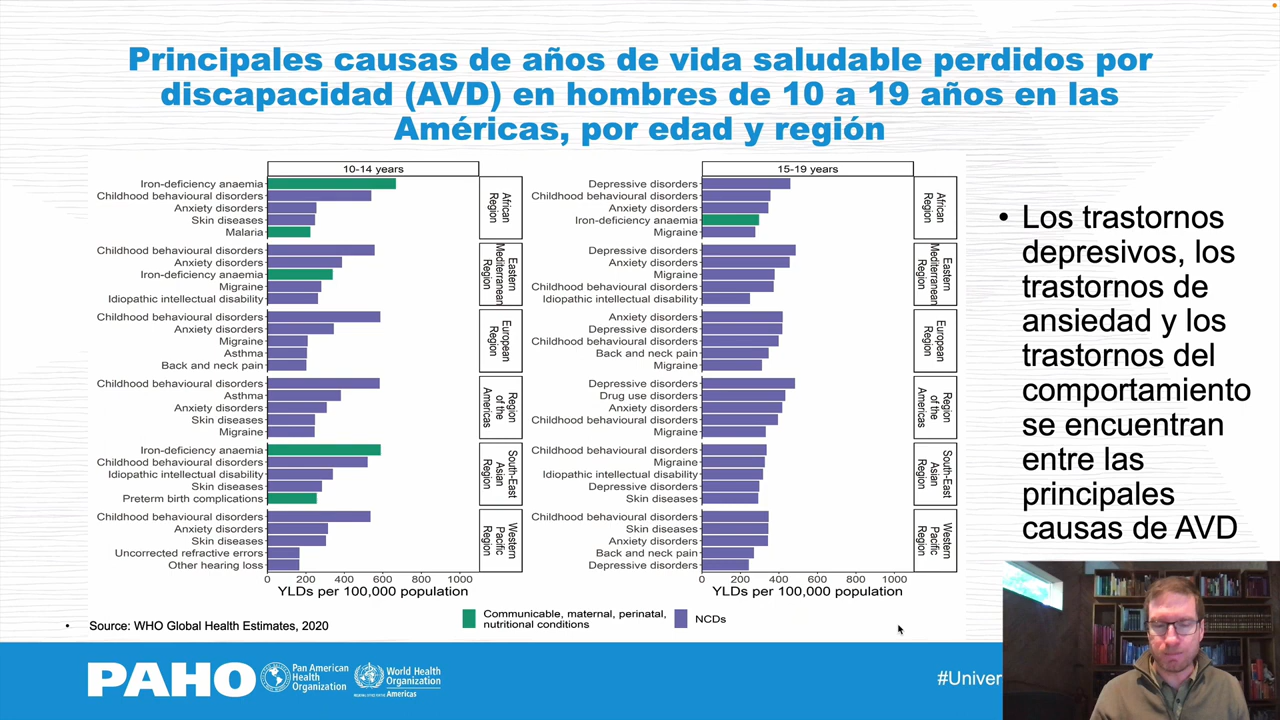 Principales causas de años de vida saludable perdidos por
discapacidad (AVD) en hombres de 10 a 19 años en las
Américas, por edad y región
10-14 years
Iron-deficiency anaemia
Childhood behavioural disorders
Anxiety disorders
Skin diseases
Malaria
African
Region
Childhood behavioural disorders
Anxiety disorders
Iron-deficiency anaemia
Migraine
Idiopathic intellectual disability
Eastern
Mediterranean
Region
Childhood behavioural disorders
Anxiety disorders
Migraine
Asthma
Back and neck pain
European
Region
Childhood behavioural disorders
Asthma
Anxiety disorders
Skin diseases
Migraine
Region
of the
Americas
Iron-deficiency anaemia
Childhood behavioural disorders
Idiopathic intellectual disability
Skin diseases
Preterm birth complications
South-East
Asian
Region
Childhood behavioural disorders
Anxiety disorders
Skin diseases
Uncorrected refractive errors
Other hearing loss
Western
Pacific
Region
0 200 400 600 800 1000
YLDs per 100,000 population
15-19 years
Depressive disorders
Childhood behavioural disorders
Anxiety disorders
Iron-deficiency anaemia
Migraine
African
Region
Depressive disorders
Anxiety disorders
Migraine
Childhood behavioural disorders
Idiopathic intellectual disability
Eastern
Mediterranean
Region
Anxiety disorders
Depressive disorders
Childhood behavioural disorders
Back and neck pain
Migraine
European
Region
Depressive disorders
Drug use disorders
Anxiety disorders
Childhood behavioural disorders
Migraine
Region
of the
Americas
Childhood behavioural disorders
Migraine
Idiopathic intellectual disability
Depressive disorders
Skin diseases
South-East
Asian
Region
Childhood behavioural disorders
Skin diseases
Anxiety disorders
Back and neck pain
Depressive disorders
Western
Pacific
Region
0 200 400 600 800 1000
YLDs per 100,000 population
Communicable, maternal, perinatal,
nutritional conditions
NCDs
• Los trastornos
depresivos, los
trastornos de
ansiedad y los
trastornos del
comportamiento
se encuentran
entre las
principales
causas de AVD
• Source: WHO Global Health Estimates, 2020
PAHO
Pan American
Health
Organization
World Health
Organization
Americas
#Univer